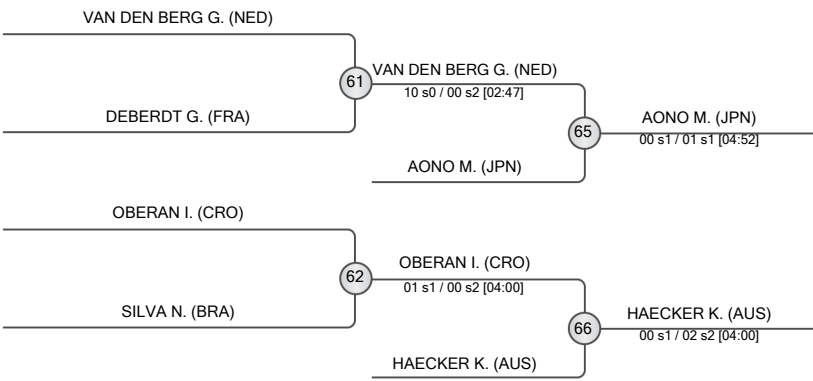 VAN DEN BERG G. (NED)
61
VAN DEN BERG G. (NED)
10 s0 / 00 s2 [02:47]
DEBERDT G. (FRA)
65
AONO M. (JPN)
00 s1 / 01 s1 [04:52]
AONO M. (JPN)
OBERAN I. (CRO)
62
OBERAN I. (CRO)
01 s1 / 00 s2 [04:00]
SILVA N. (BRA)
66
HAECKER K. (AUS)
00 s1 / 02 s2 [04:00]
HAECKER K. (AUS)